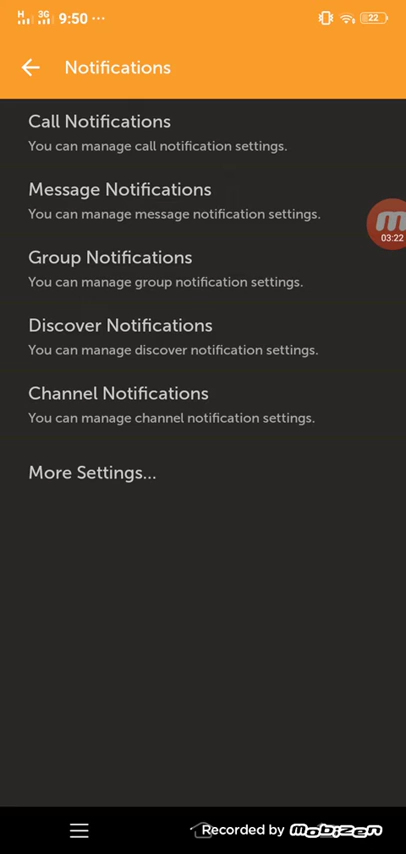 H 3G 9:50 ... 22
Notifications
Call Notifications
You can manage call notification settings.
Message Notifications
You can manage message notification settings.
m
03:22
Group Notifications
You can manage group notification settings.
Discover Notifications
You can manage discover notification settings.
Channel Notifications
You can manage channel notification settings.
More Settings...
Recorded by mobizen